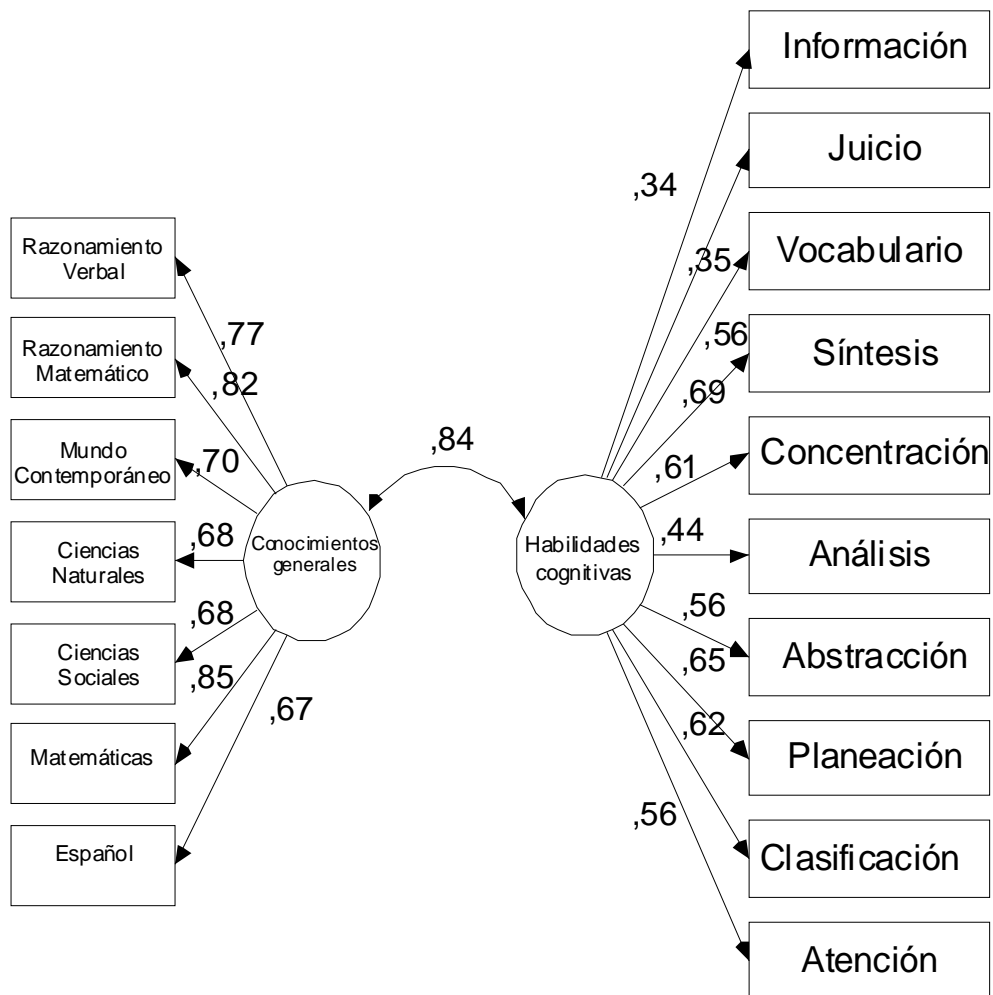 Información
Juicio
,34
Vocabulario
,35
Razonamiento
Verbal
,77
,56
Síntesis
Razonamiento
Matemático
,82
,69
,84
Mundo
Contemporáneo
,70
,61
Concentración
,68
Ciencias
Naturales
Conocimientos
generales
Habilidades
cognitivas
,44
Análisis
,68
Ciencias
Sociales
,56
Abstracción
,85
,65
,67
Matemáticas
,62
Planeación
,56
Español
Clasificación
Atención